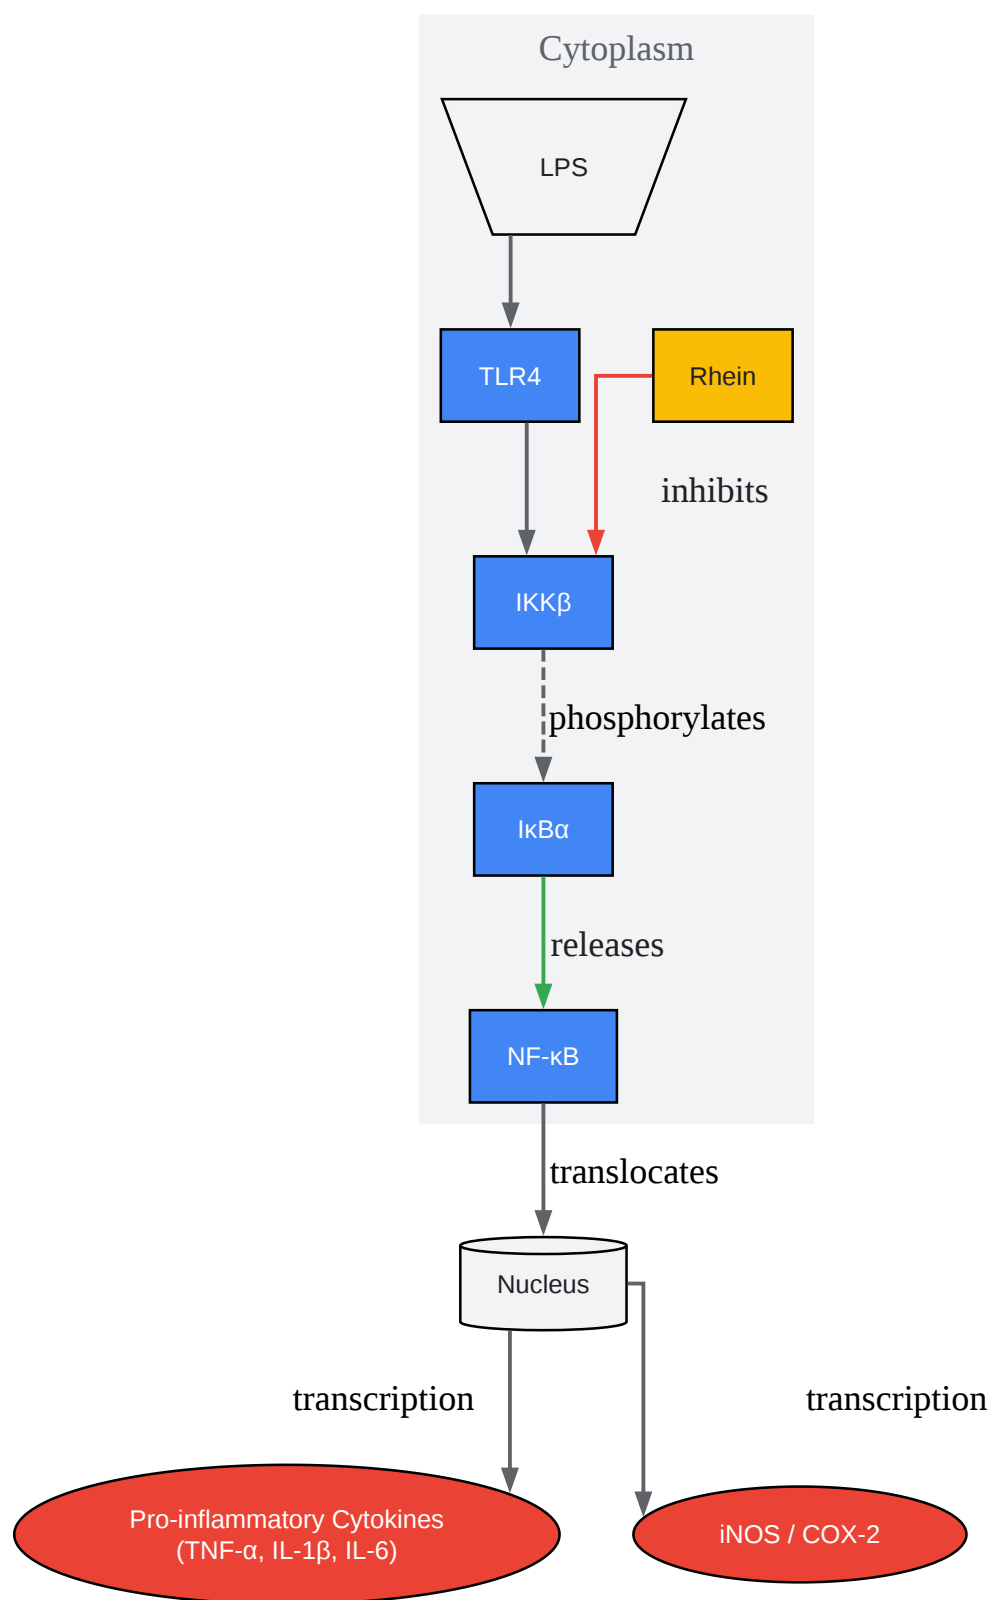 Cytoplasm
LPS
TLR4
Rhein
inhibits
IKKβ
phosphorylates
IκBα
releases
NF-κB
translocates
Nucleus
transcription
transcription
Pro-inflammatory Cytokines
(TNF-α, IL-1β, IL-6)
iNOS / COX-2